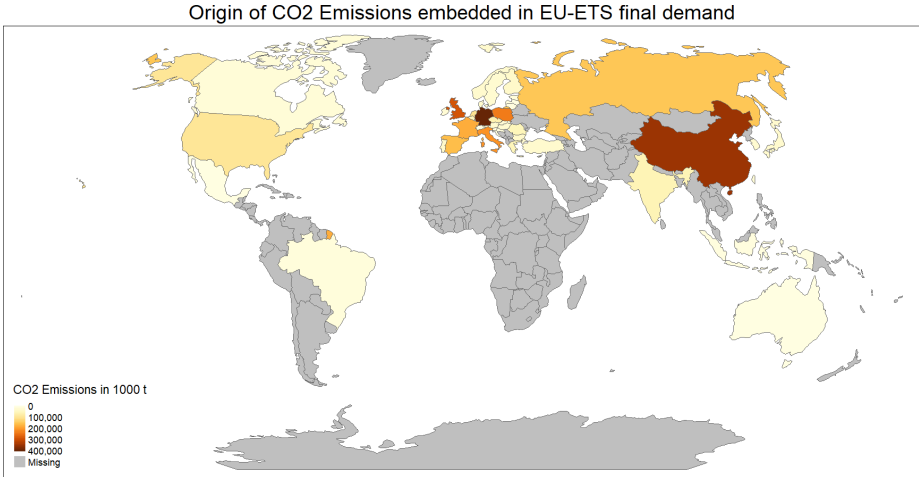 Origin of CO2 Emissions embedded in EU-ETS final demand
CO2 Emissions in 1000 t
0
100,000
200,000
300,000
400,000
Missing